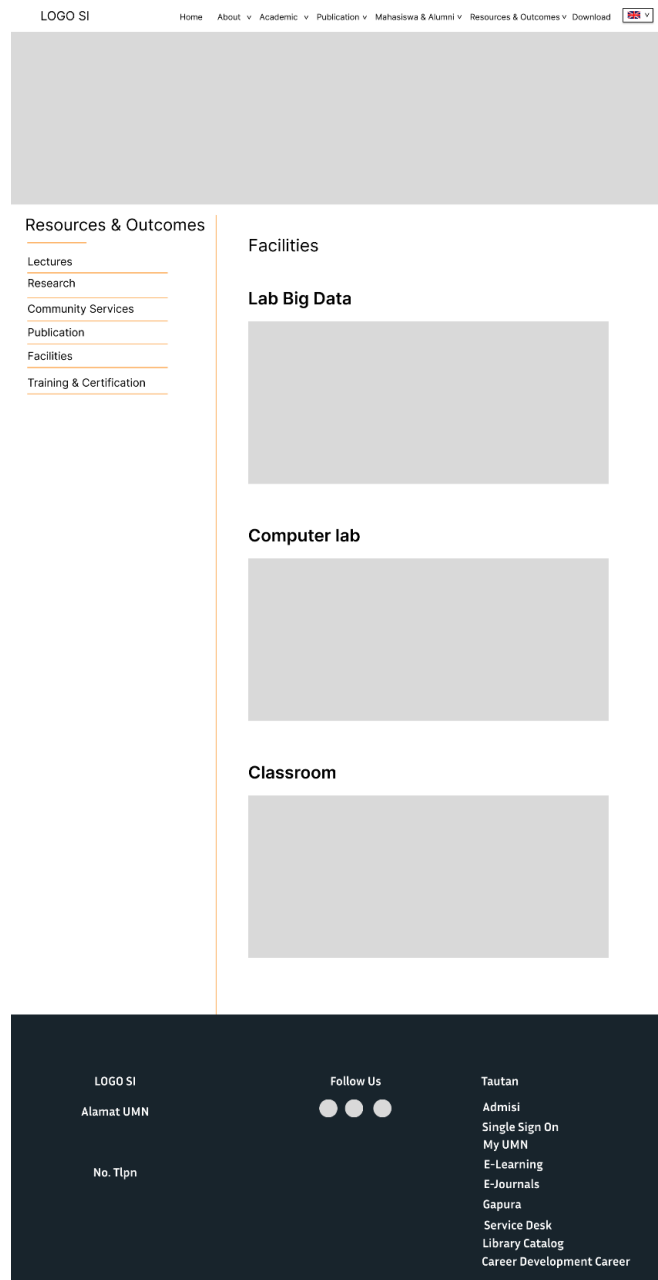 LOGO SI
Home About v Academic v Publication v Mahasiswa & Alumni v Resources & Outcomes v Download v
Resources & Outcomes
Lectures
Research
Community Services
Publication
Facilities
Training & Certification
Facilities
Lab Big Data
Computer lab
Classroom
LOGO SI
Alamat UMN
No. Tlpn
Follow Us
Tautan
Admisi
Single Sign On
My UMN
E-Learning
E-Journals
Gapura
Service Desk
Library Catalog
Career Development Career